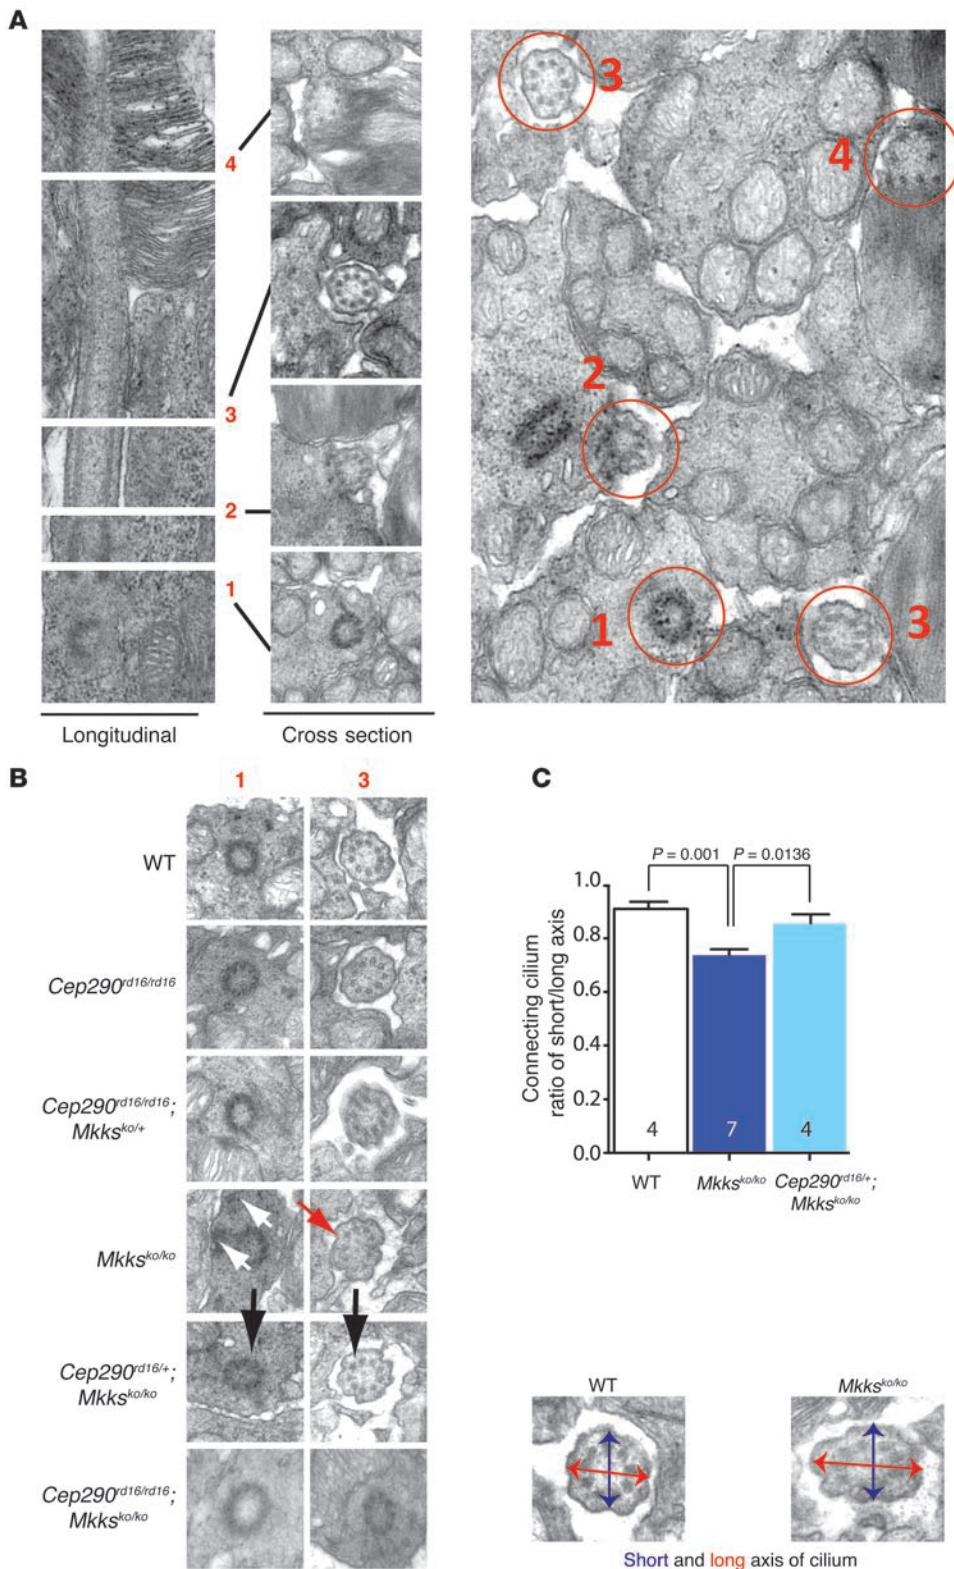 A
4
3
2
1
Longitudinal
Cross section
3
4
2
1
3
B
1
3
WT
Cep290rd16/rd16
Cep290rd16/rd16;
Mkksko/+
Mkksko/ko
Cep290rd16/+;
Mkksko/ko
Cep290rd16/rd16;
Mkksko/ko
C
P = 0.001
P = 0.0136
Connecting cilium
ratio of short/long axis
1.0
0.8
0.6
0.4
0.2
0.0
4
7
4
WT
Mkksko/ko
Cep290rd16/+;
Mkksko/ko
WT
Mkksko/ko
Short and long axis of cilium